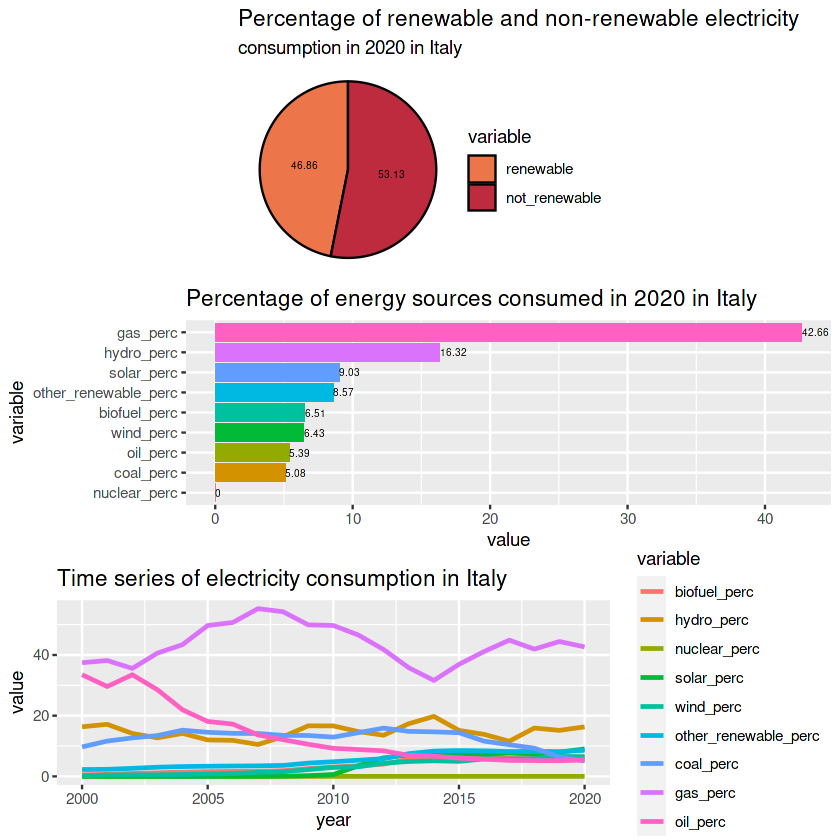 Percentage of renewable and non-renewable electricity
consumption in 2020 in Italy
46.86
53.13
variable
renewable
not_renewable
Percentage of energy sources consumed in 2020 in Italy
variable
gas_perc
42.66
hydro_perc
16.32
solar_perc
9.03
other_renewable_perc
8.57
biofuel_perc
6.51
wind_perc
6.43
oil_perc
5.39
coal_perc
5.08
nuclear_perc
0
0 10 20 30 40
value
Time series of electricity consumption in Italy
value
40
20
0
2000 2005 2010 2015 2020
year
variable
biofuel_perc
hydro_perc
nuclear_perc
solar_perc
wind_perc
other_renewable_perc
coal_perc
gas_perc
oil_perc